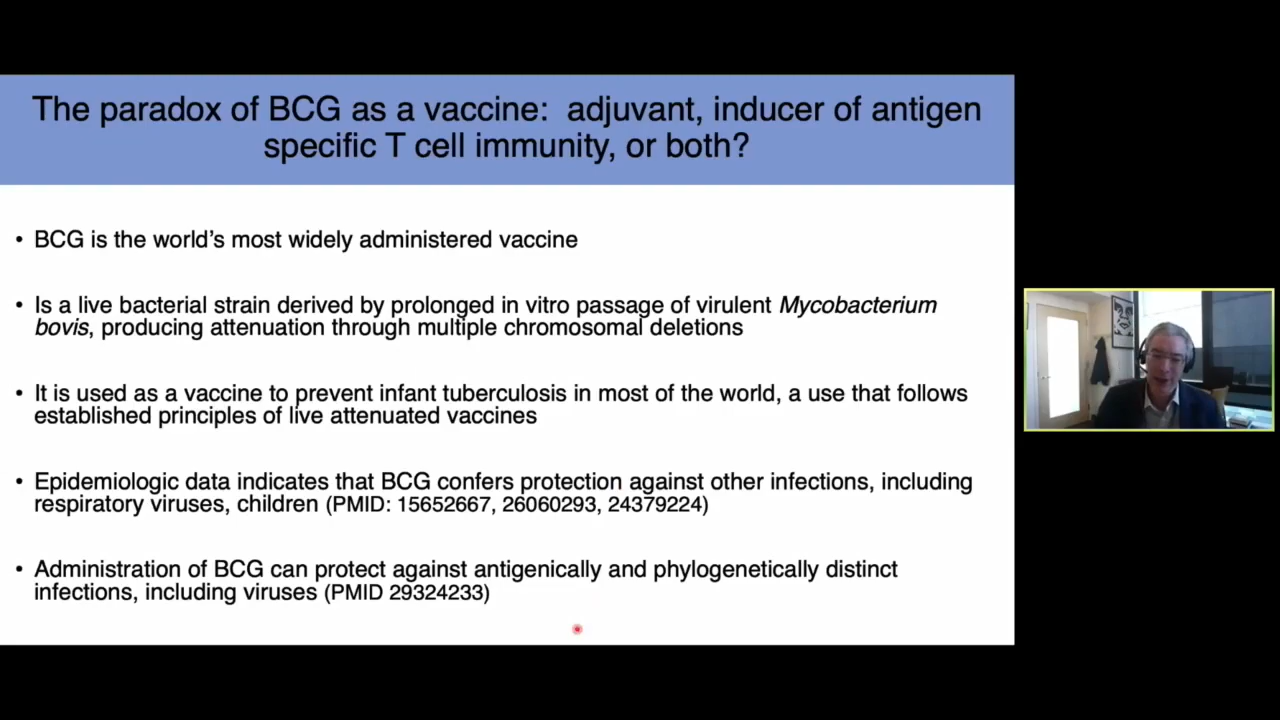 The paradox of BCG as a vaccine:  adjuvant, inducer of antigen
specific T cell immunity, or both?
• BCG is the world's most widely administered vaccine
• Is a live bacterial strain derived by prolonged in vitro passage of virulent Mycobacterium
bovis, producing attenuation through multiple chromosomal deletions
• It is used as a vaccine to prevent infant tuberculosis in most of the world, a use that follows
established principles of live attenuated vaccines
• Epidemiologic data indicates that BCG confers protection against other infections, including
respiratory viruses, children (PMID: 15652667, 26060293, 24379224)
• Administration of BCG can protect against antigenically and phylogenetically distinct
infections, including viruses (PMID 29324233)